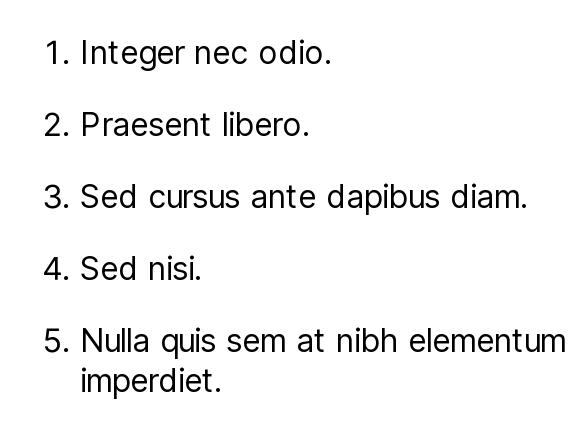 1. Integer nec odio.
2. Praesent libero.
3. Sed cursus ante dapibus diam.
4. Sed nisi.
5. Nulla quis sem at nibh elementum
imperdiet.